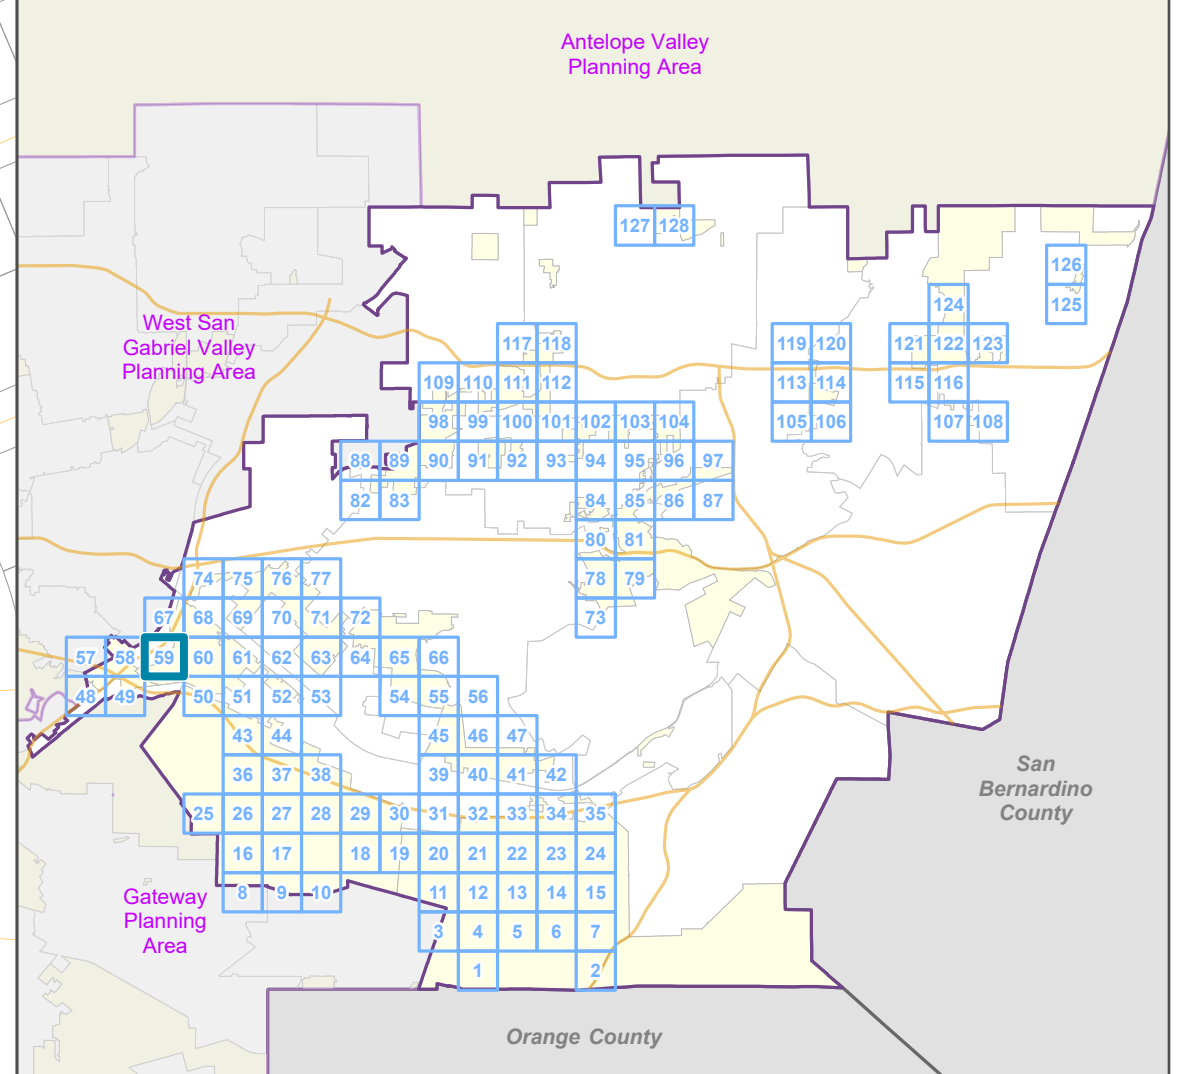 Antelope Valley
Planning Area
127 128
126
124 125
West San
Gabriel Valley
Planning Area
117 118 119 120 121 122 123
109 110 111 112 113 114 115 116
98 99 100 101 102 103 104 105 106 107 108
88 89 90 91 92 93 94 95 96 97
82 83 84 85 86 87
80 81
74 75 76 77 78 79
67 68 69 70 71 72 73
57 58 59 60 61 62 63 64 65 66
48 49 50 51 52 53 54 55 56
43 44 45 46 47
36 37 38 39 40 41 42
San
Bernardino
County
25 26 27 28 29 30 31 32 33 34 35
16 17 18 19 20 21 22 23 24
8 9 10 11 12 13 14 15
Gateway
Planning
Area
3 4 5 6 7
1 2
Orange County